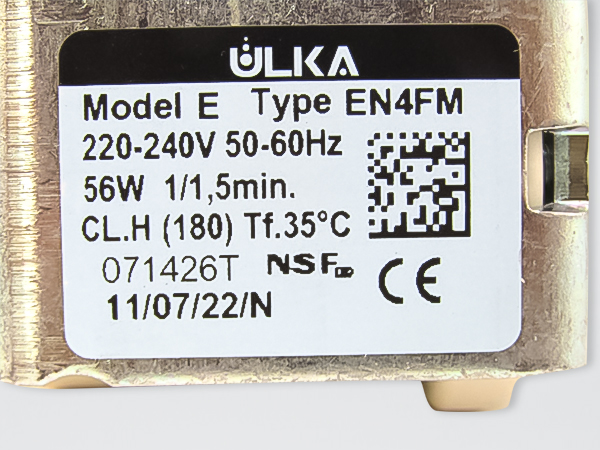 ULKA
Model E Type EN4FM
220-240V 50-60Hz
56W 1/1,5min.
CL.H (180) Tf.35°C
071426T NSF
11/07/22/N CE